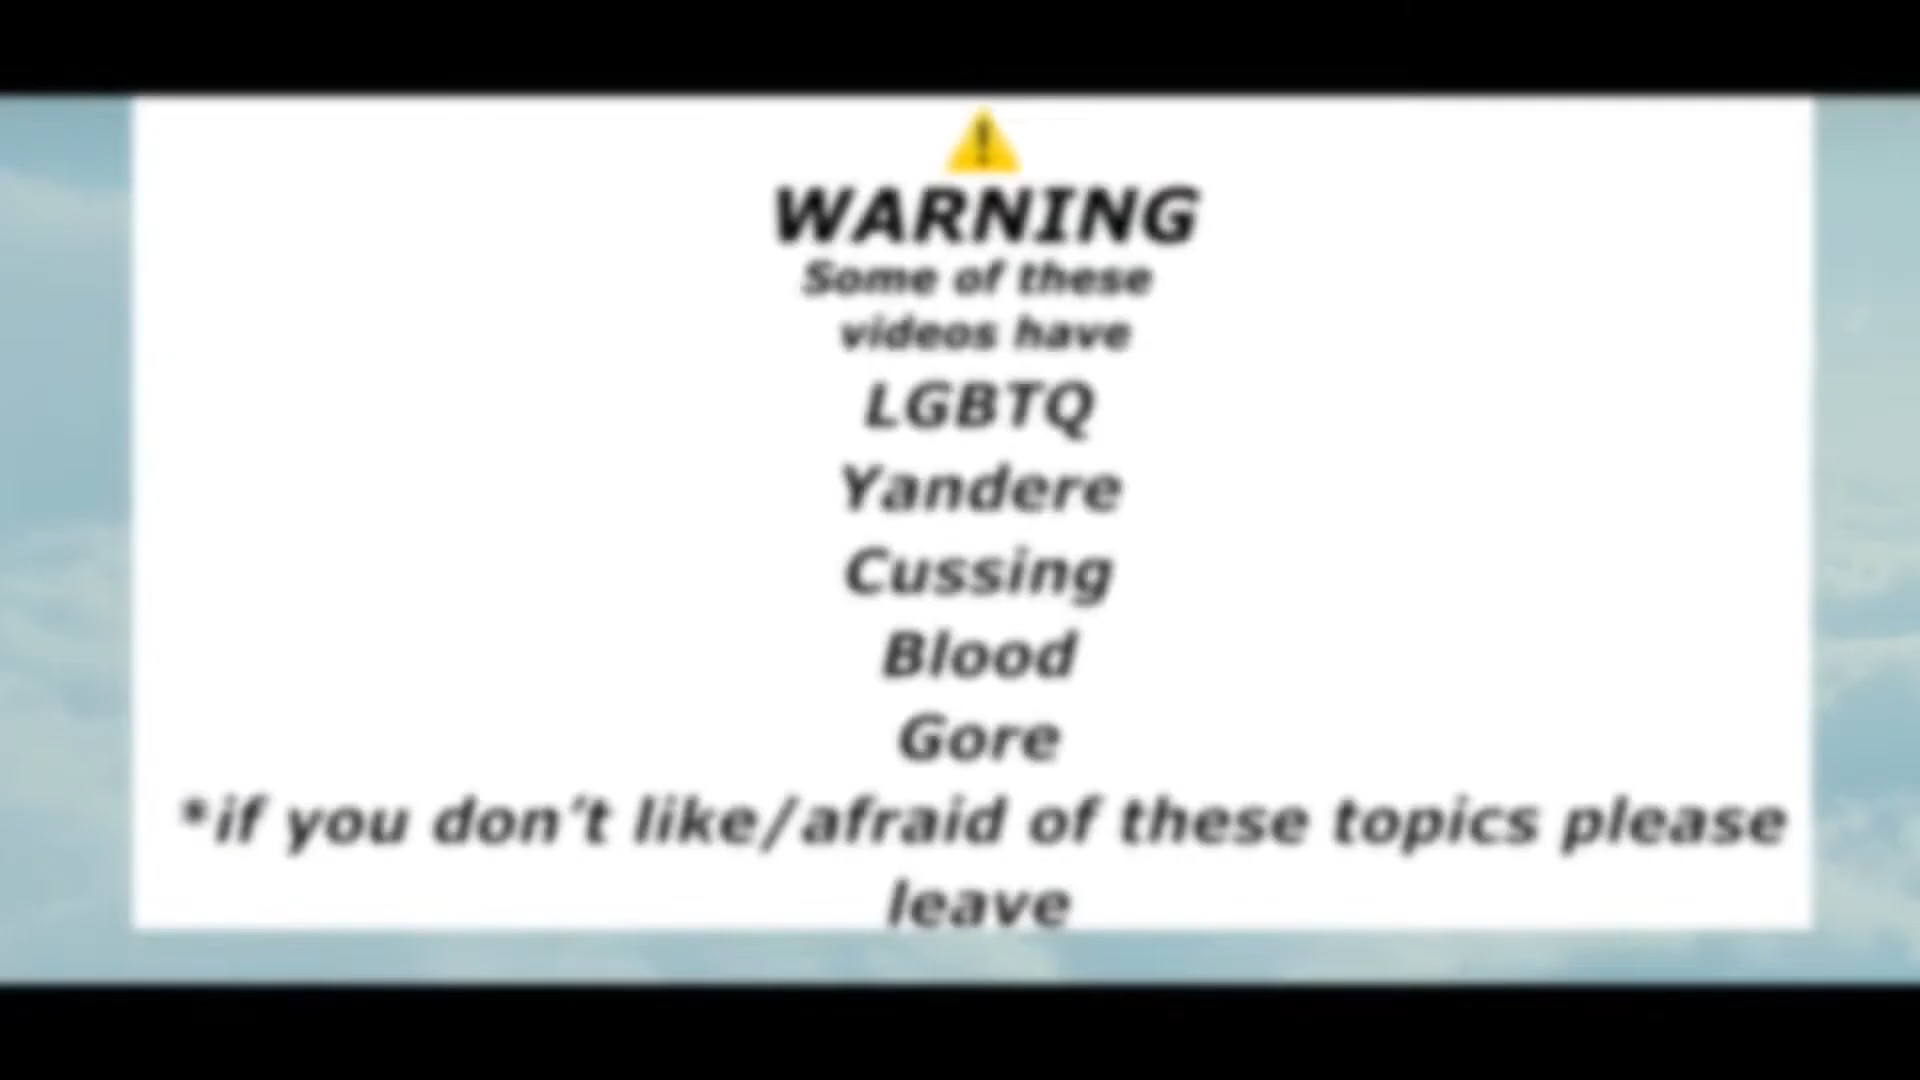 WARNING
Some of these
videos have
LGBTQ
Yandere
Cussing
Blood
Gore
*if you don't like/afraid of these topics please
leave